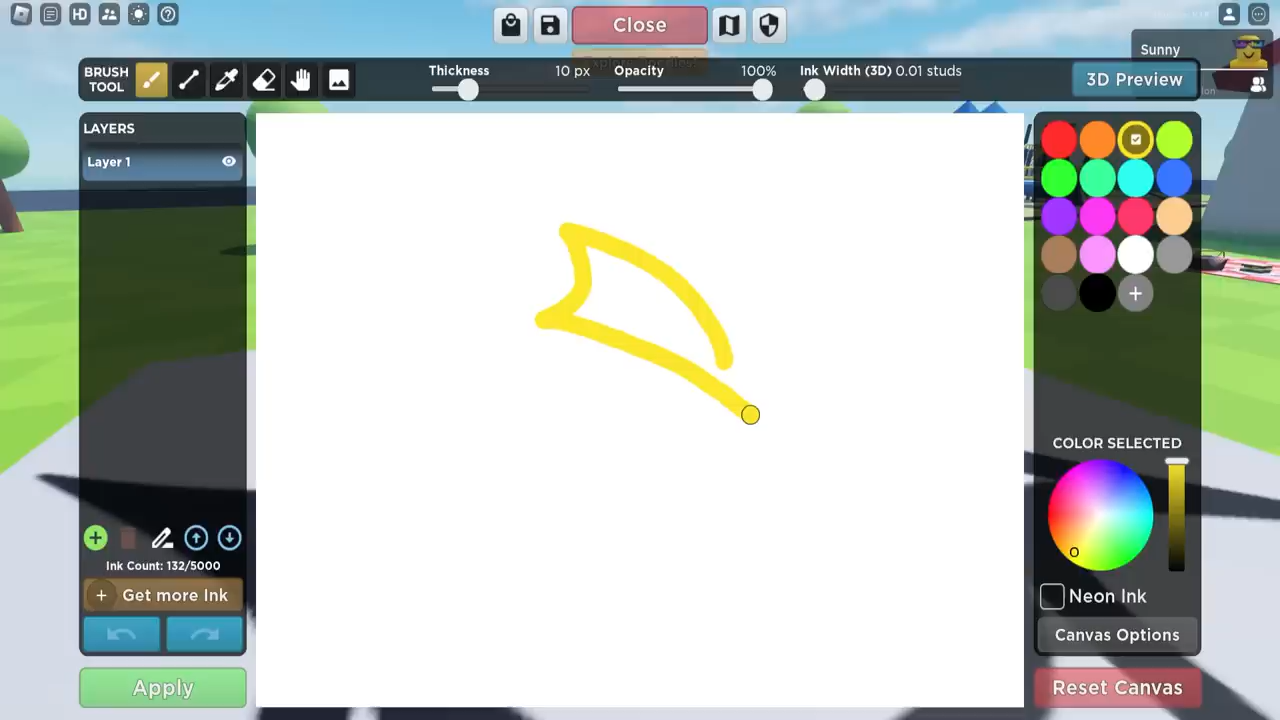 HD
Close
Sunny
BRUSH TOOL
Thickness 10 px
Opacity 100%
Ink Width (3D) 0.01 studs
3D Preview
LAYERS
Layer 1
COLOR SELECTED
Ink Count: 132/5000
+ Get more Ink
Neon Ink
Canvas Options
Apply
Reset Canvas